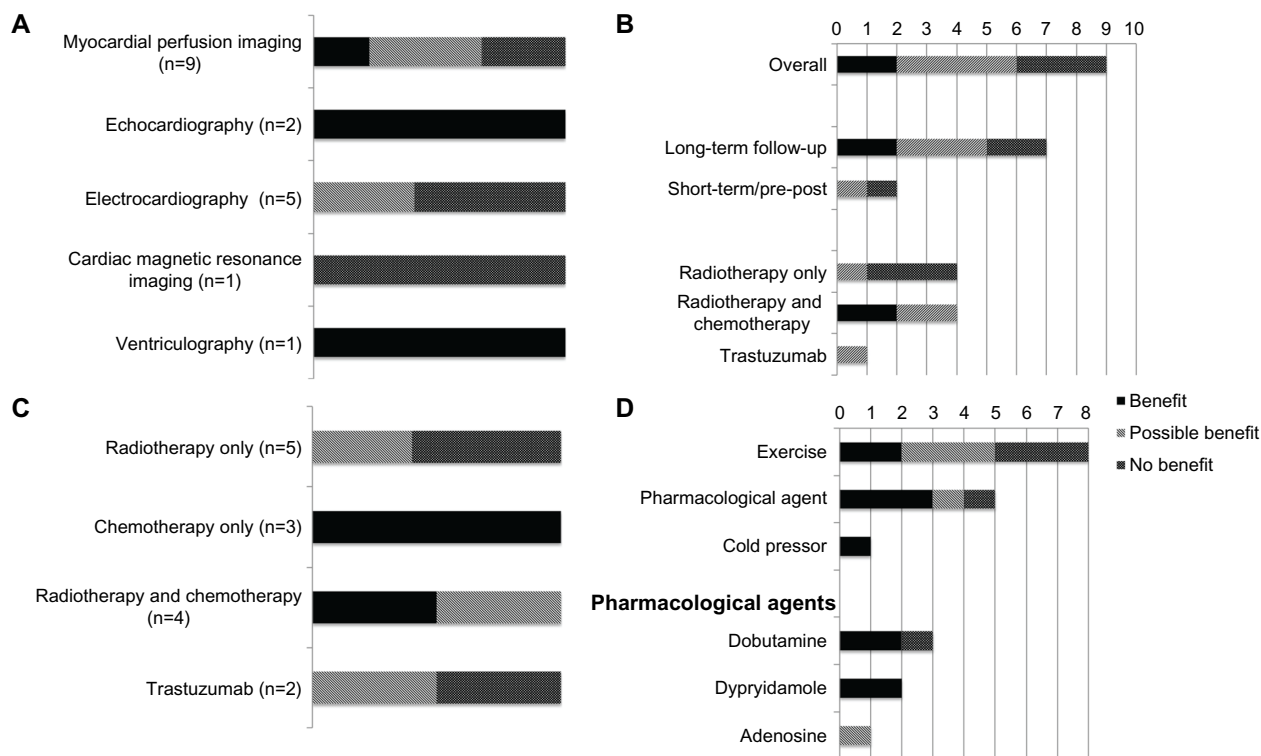 A
Myocardial perfusion imaging
(n=9)
Echocardiography (n=2)
Electrocardiography (n=5)
Cardiac magnetic resonance
imaging (n=1)
Ventriculography (n=1)
B
0 1 2 3 4 5 6 7 8 9 10
Overall
Long-term follow-up
Short-term/pre-post
Radiotherapy only
Radiotherapy and
chemotherapy
Trastuzumab
C
Radiotherapy only (n=5)
Chemotherapy only (n=3)
Radiotherapy and chemotherapy
(n=4)
Trastuzumab (n=2)
D
0 1 2 3 4 5 6 7 8
Exercise
Pharmacological agent
Cold pressor
Pharmacological agents
Dobutamine
Dypryidamole
Adenosine
Benefit
Possible benefit
No benefit